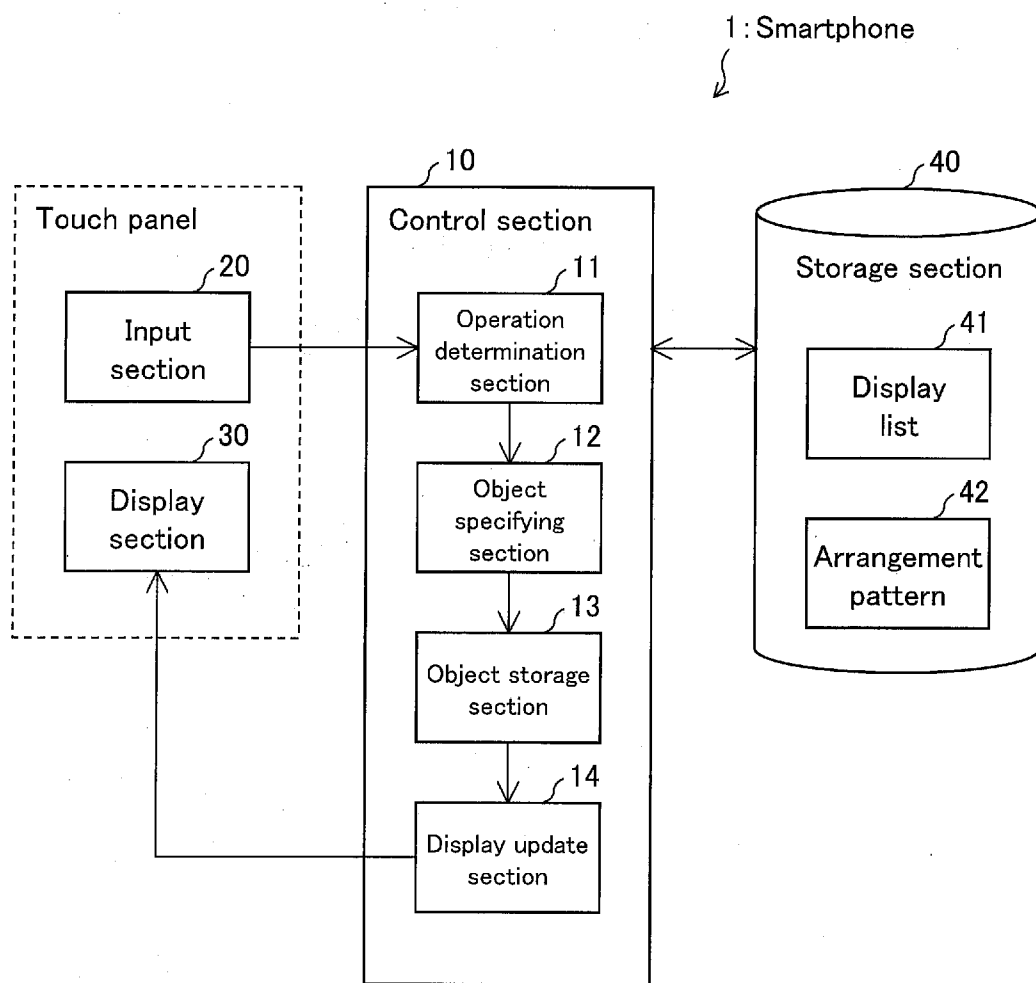 1: Smartphone
10
40
Touch panel
Control section
Storage section
20
Input
section
11
Operation
determination
section
41
Display
list
30
Display
section
12
Object
specifying
section
42
Arrangement
pattern
13
Object storage
section
14
Display update
section